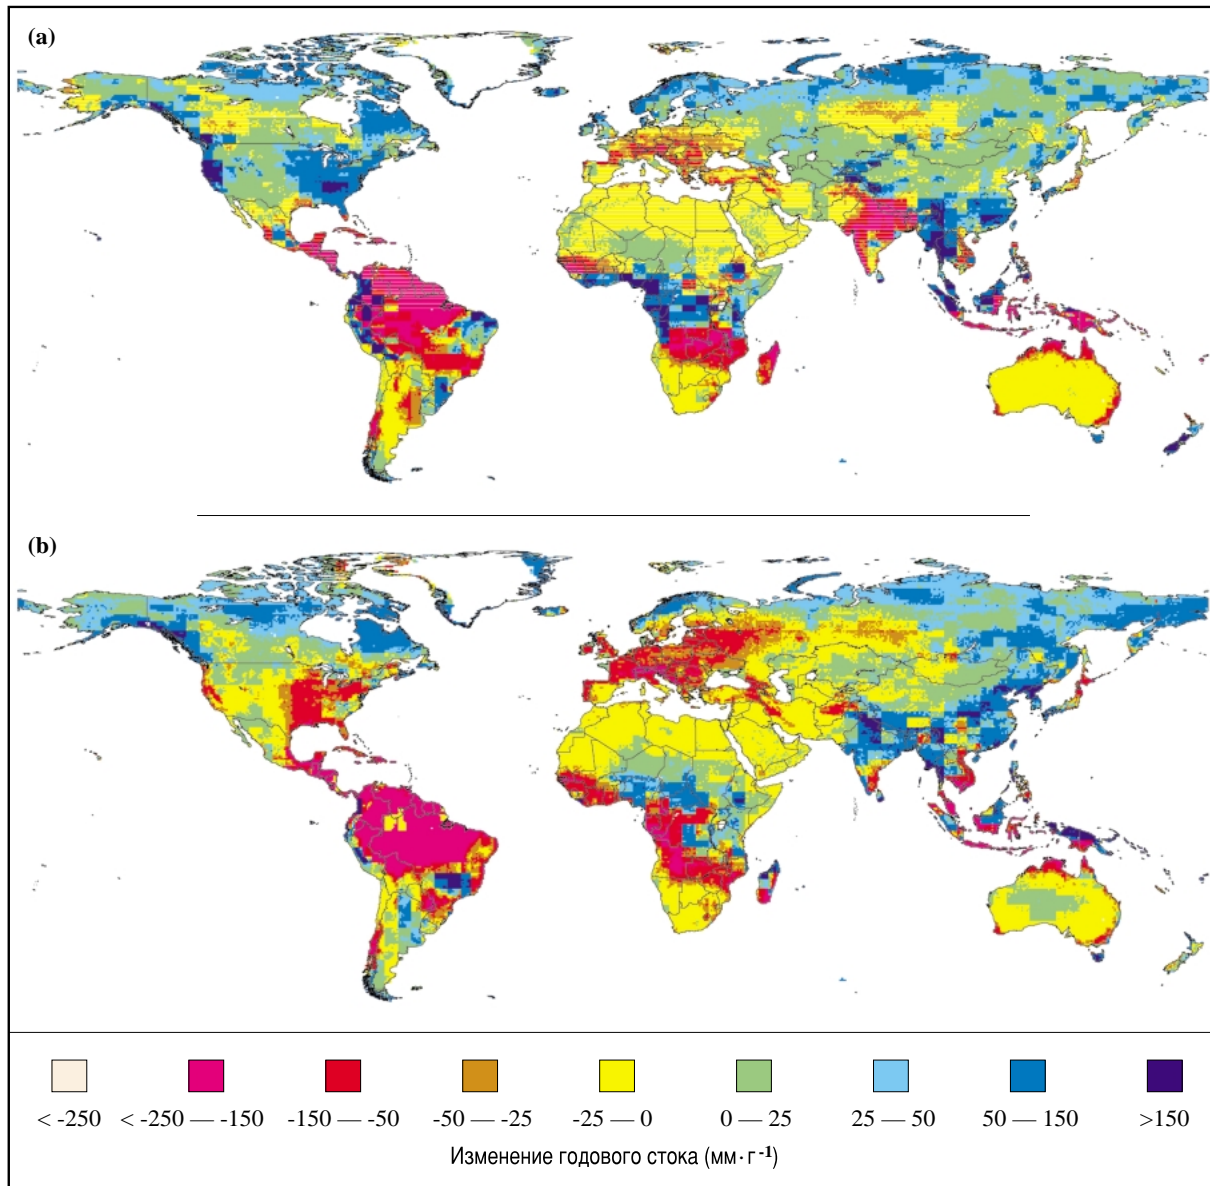 (a)
(b)
< -250 < -250 — -150 -150 — -50 -50 — -25 -25 — 0 0 — 25 25 — 50 50 — 150 >150
Изменение годового стока (мм·г⁻¹)